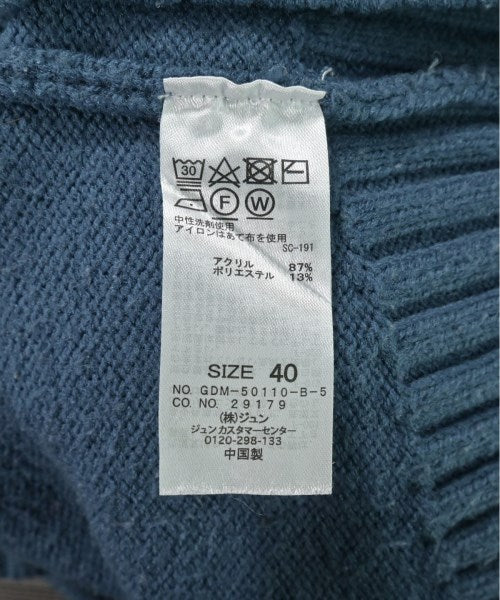 30
F W
中性洗剤使用
アイロンはあて布を使用
SC-191
アクリル 87%
ポリエステル 13%
SIZE 40
NO. GDM-50110-B-5
CO. NO. 29179
(株)ジュン
ジュンカスタマーセンター
0120-298-133
中国製